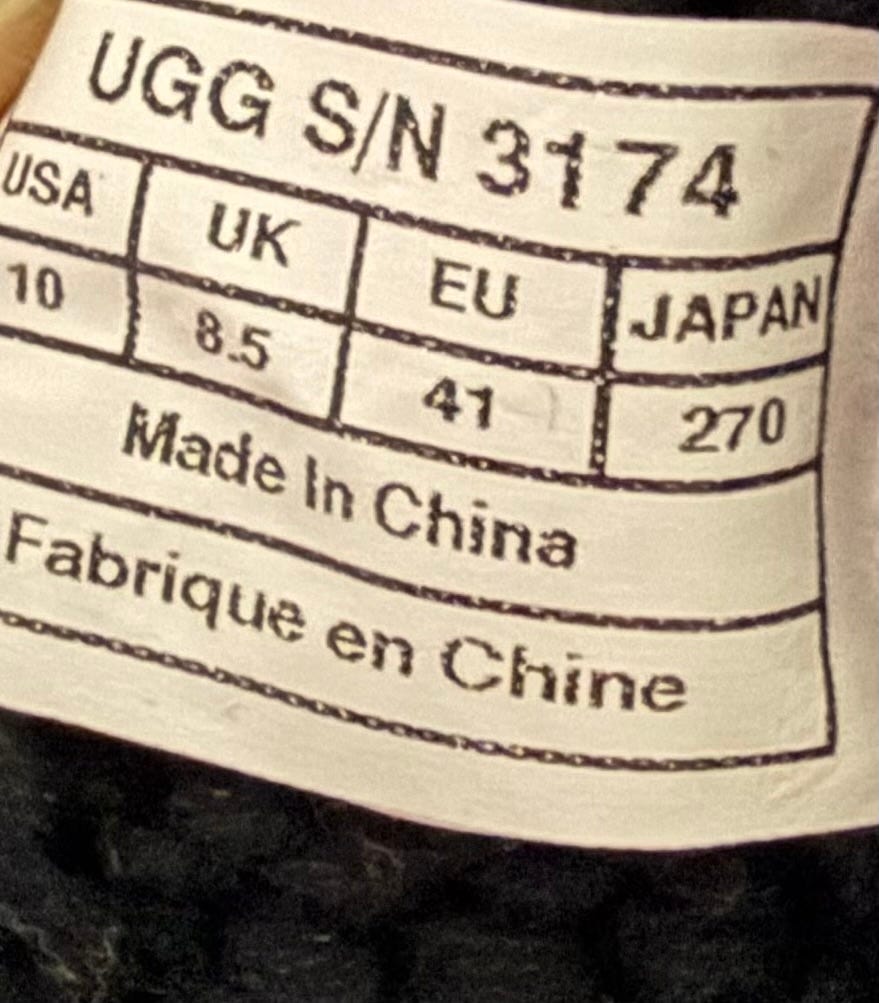 UGG S/N 3174
USA UK EU JAPAN
10 8.5 41 270
Made In China
Fabrique en Chine